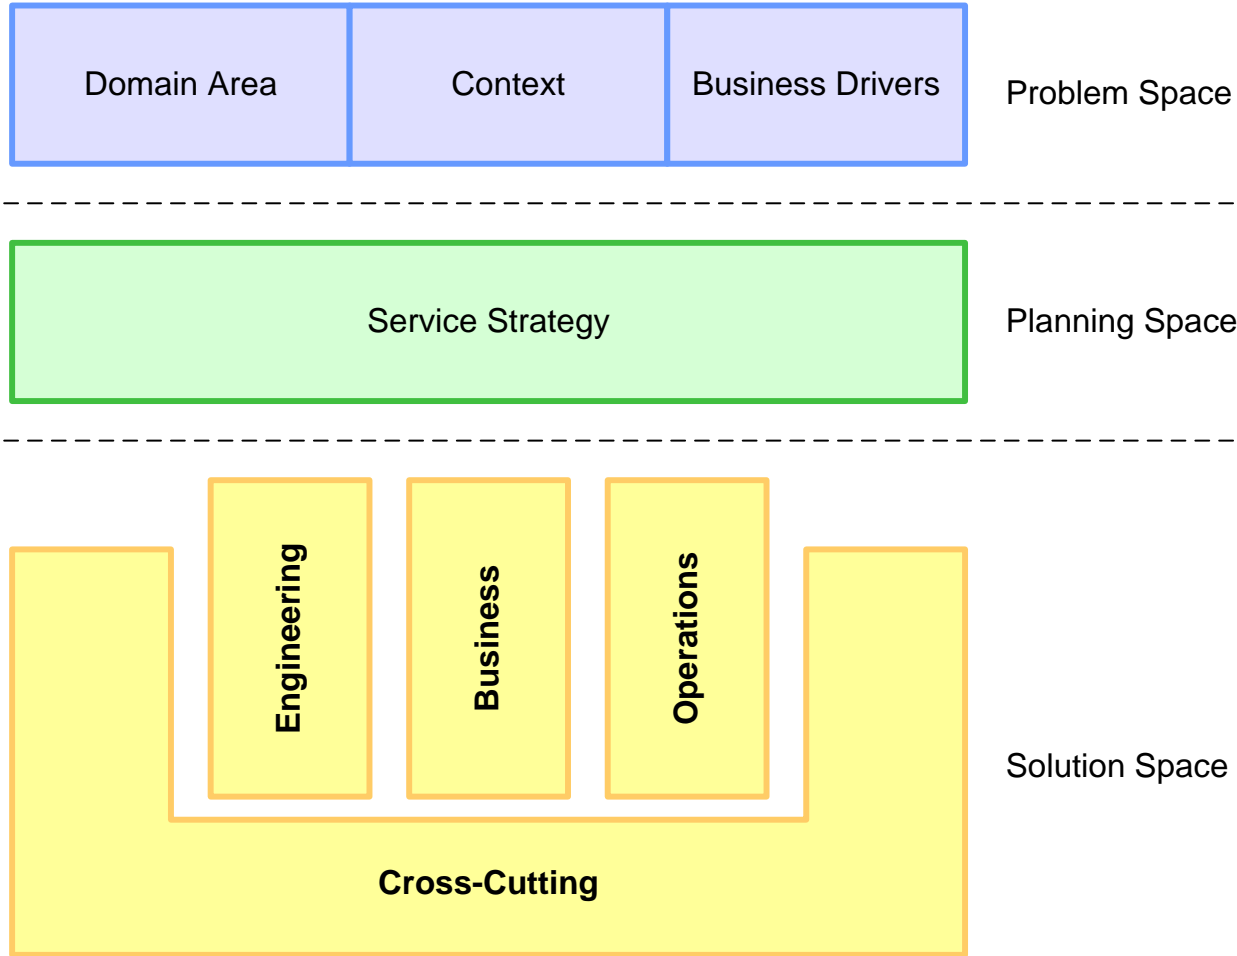 Domain Area
Context
Business Drivers
Problem Space
Service Strategy
Planning Space
Engineering
Business
Operations
Solution Space
Cross-Cutting